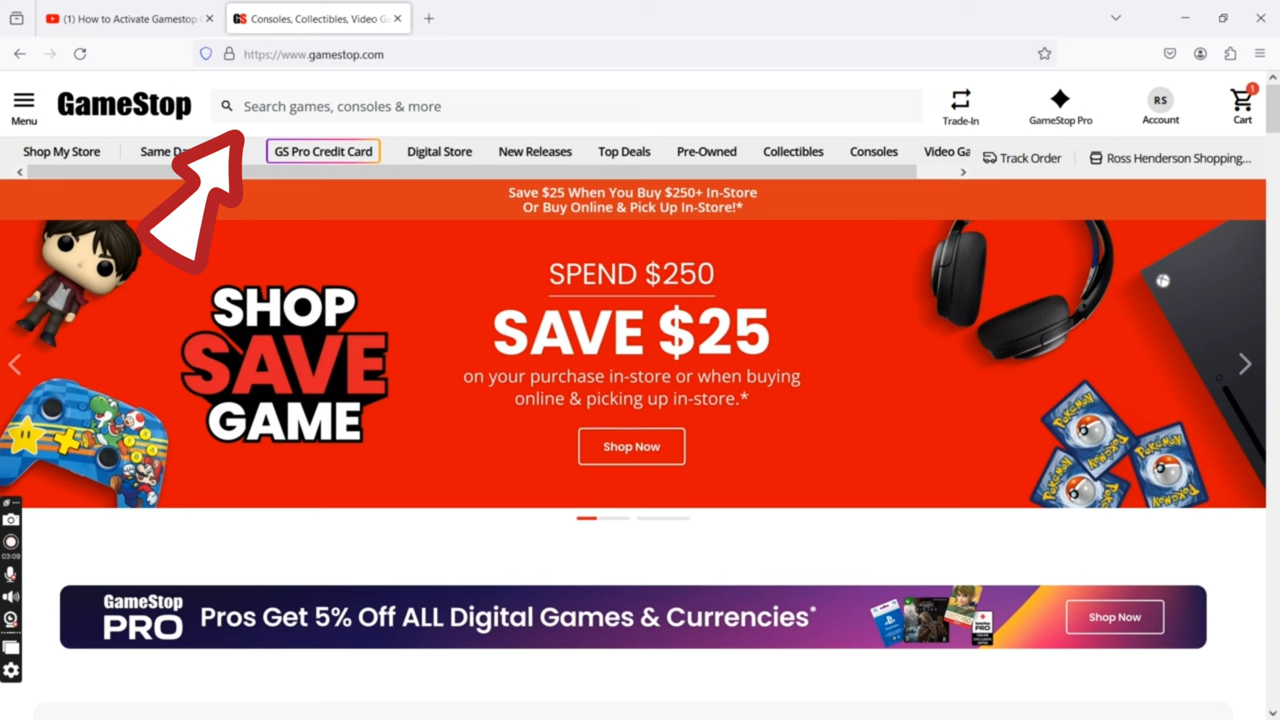 (1) How to Activate Gamestop
GS Consoles, Collectibles, Video Ga
https://www.gamestop.com
Menu
GameStop
Search games, consoles & more
Trade-In
GameStop Pro
RS
Account
1
Cart
Shop My Store
Same Da
GS Pro Credit Card
Digital Store
New Releases
Top Deals
Pre-Owned
Collectibles
Consoles
Video Ga
Track Order
Ross Henderson Shopping...
Save $25 When You Buy $250+ In-Store
Or Buy Online & Pick Up In-Store!*
SHOP
SAVE
GAME
SPEND $250
SAVE $25
on your purchase in-store or when buying
online & picking up in-store.*
Shop Now
03:09
GameStop
PRO
Pros Get 5% Off ALL Digital Games & Currencies*
Shop Now